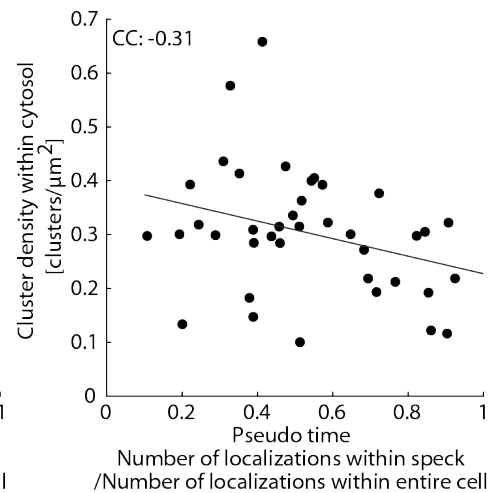 0.7
CC: -0.31
0.6
0.5
0.4
0.3
0.2
0.1
0
Cluster density within cytosol
[clusters/μm²]
1
0
0.2
0.4
0.6
0.8
1
Pseudo time
Number of localizations within speck
l
/Number of localizations within entire cell